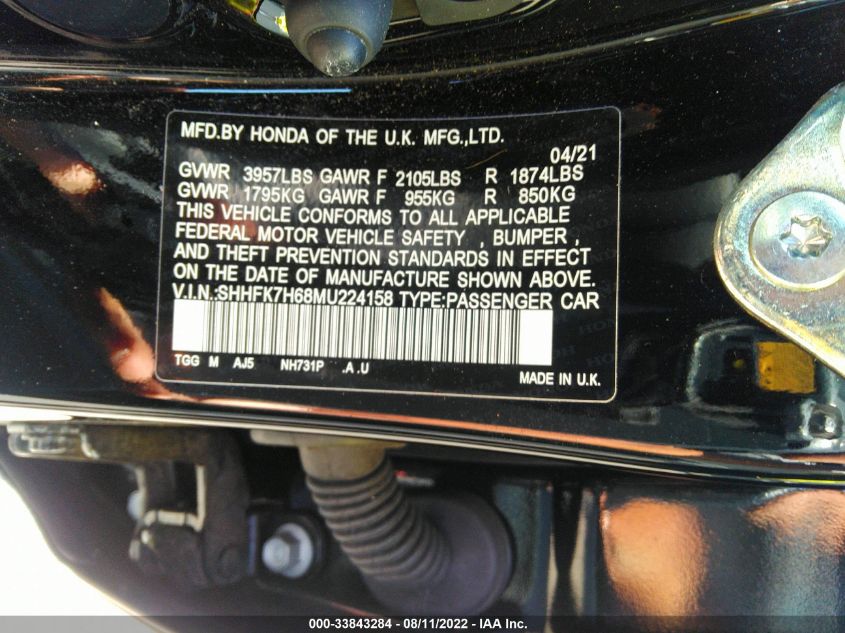 MFD.BY HONDA OF THE U.K. MFG.,LTD.
04/21
GVWR 3957LBS GAWR F 2105LBS R 1874LBS
GVWR 1795KG GAWR F 955KG R 850KG
THIS VEHICLE CONFORMS TO ALL APPLICABLE
FEDERAL MOTOR VEHICLE SAFETY , BUMPER ,
AND THEFT PREVENTION STANDARDS IN EFFECT
ON THE DATE OF MANUFACTURE SHOWN ABOVE.
V.I.N.:SHHFK7H68MU224158 TYPE:PASSENGER CAR
TGG M AJ5 NH731P .A .U
MADE IN U.K.
000-33843284 - 08/11/2022 - IAA Inc.